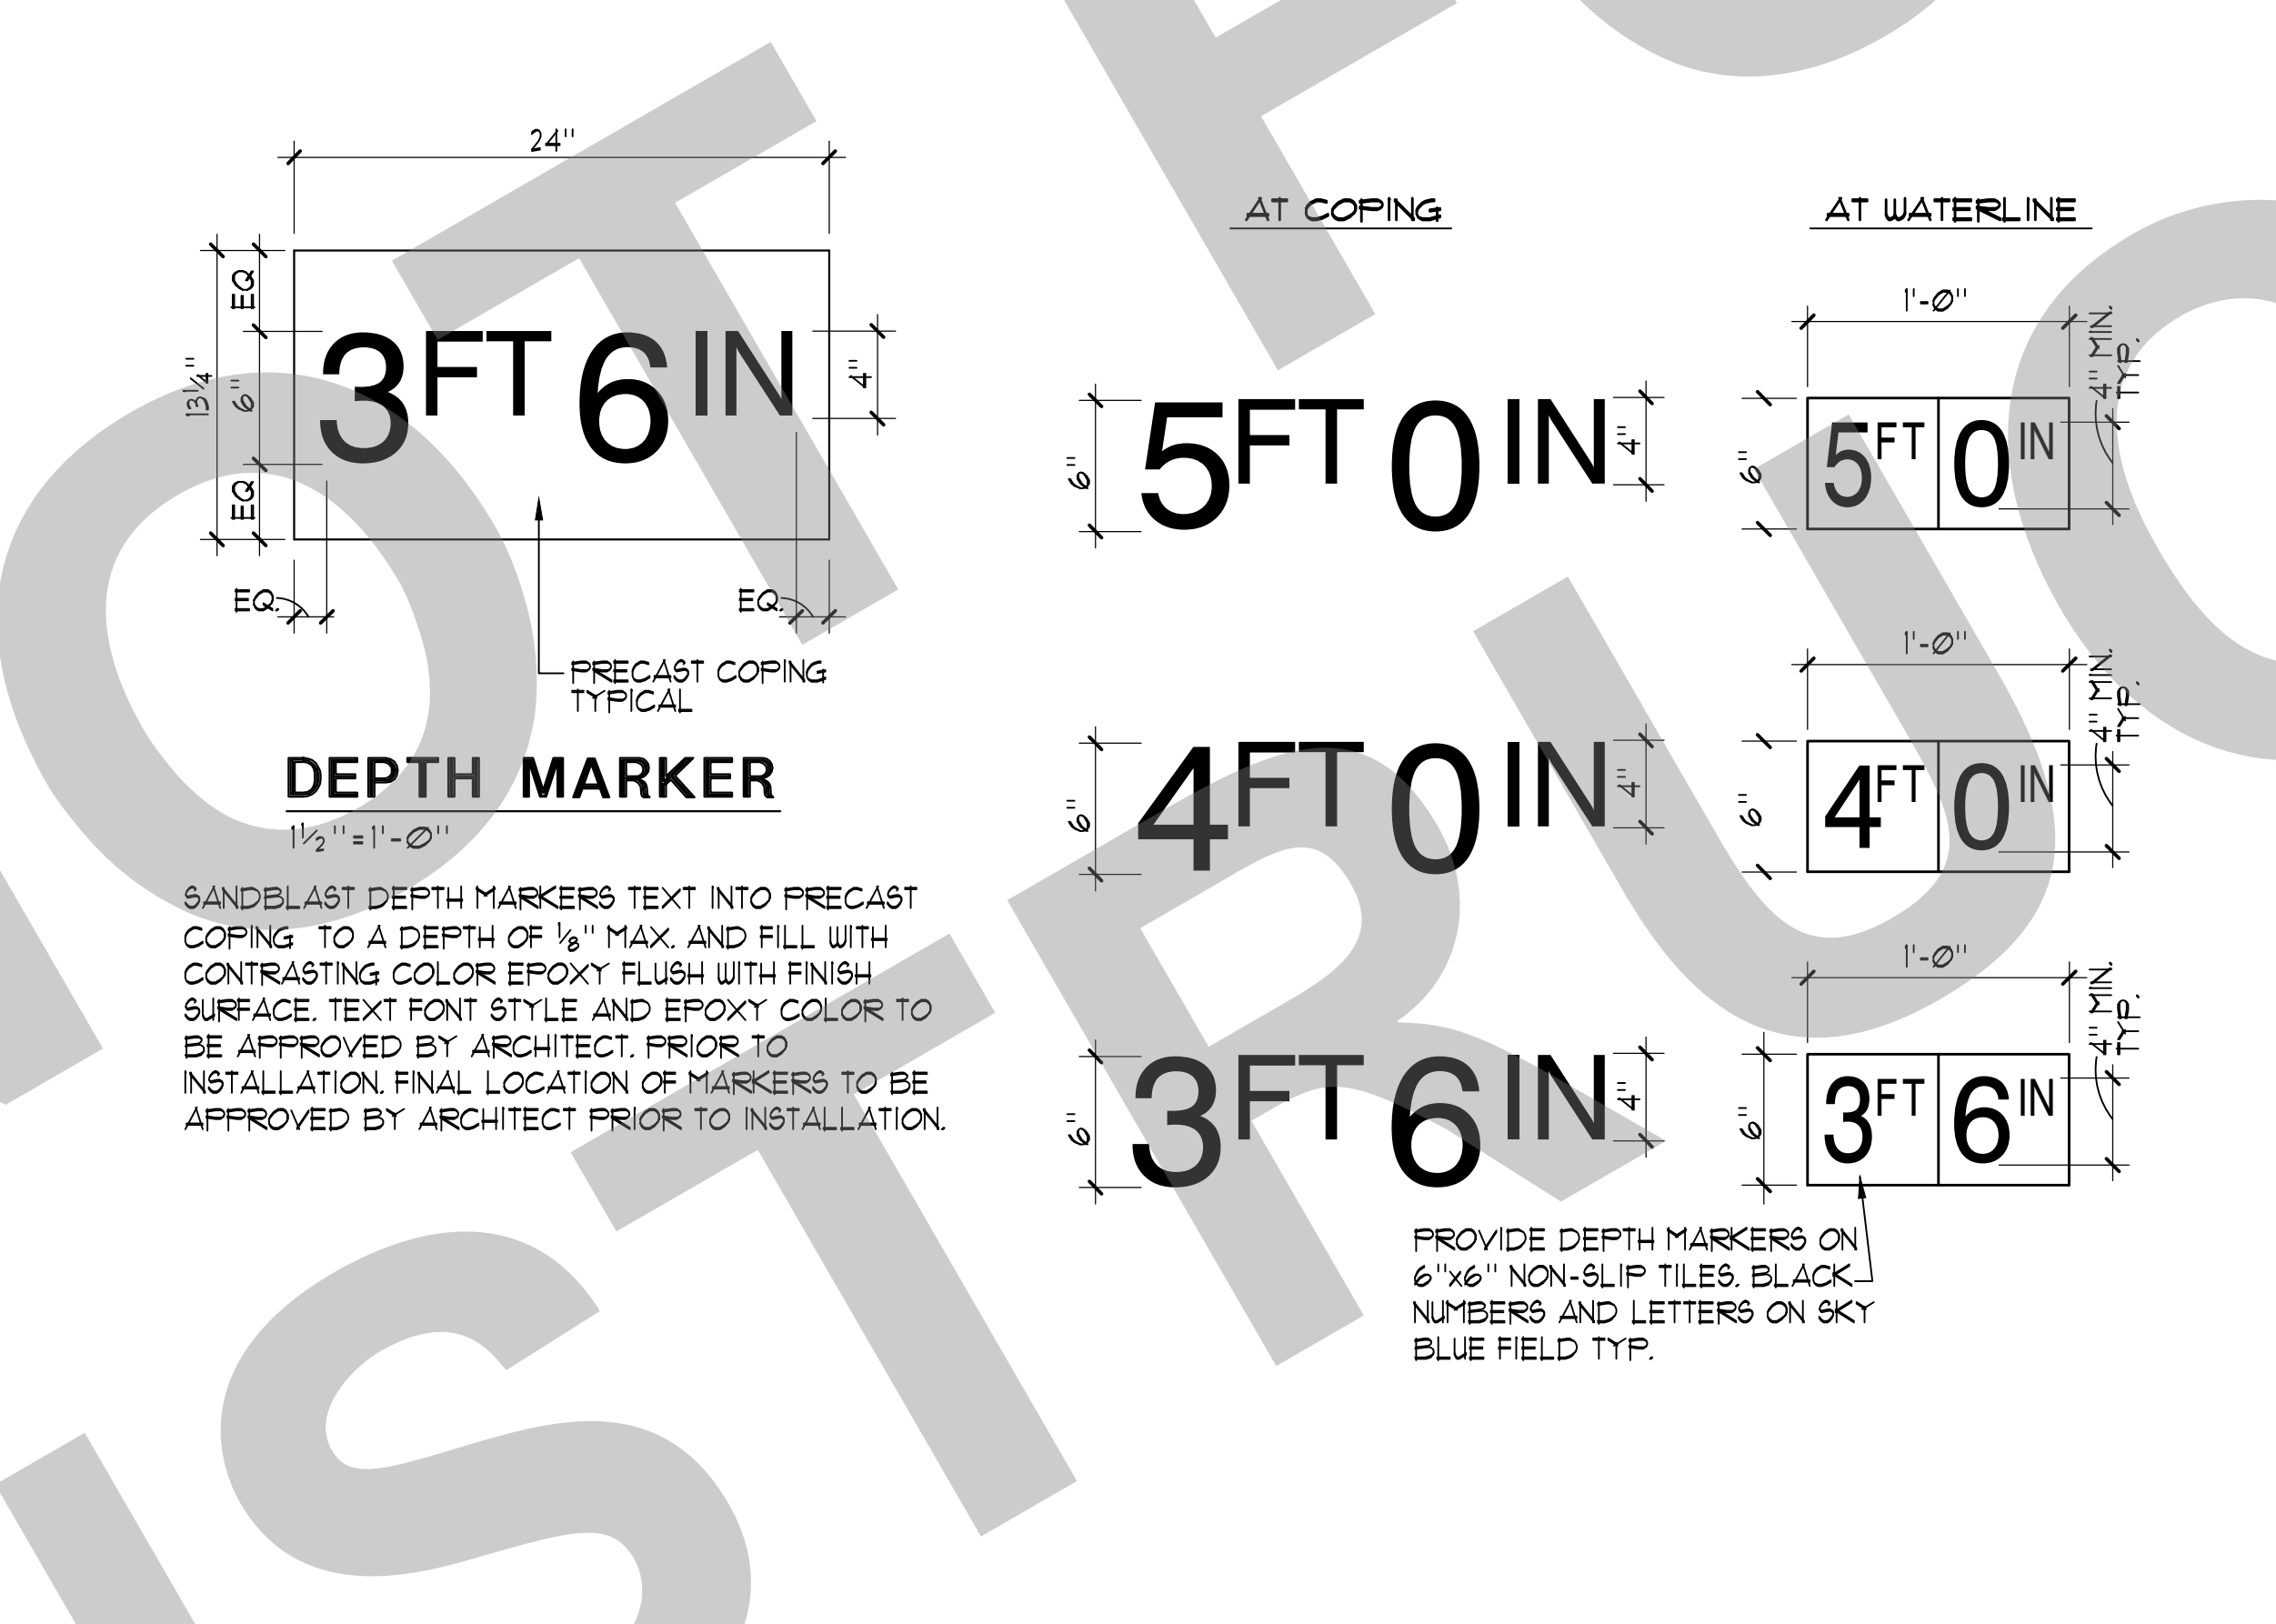 24"
EQ
13¼"
6"
EQ
3FT 6IN
4"
EQ.
EQ.
PRECAST COPING
TYPICAL
DEPTH MARKER
1½"=1'-0"
SANDBLAST DEPTH MARKERS TEXT INTO PRECAST
COPING TO A DEPTH OF ⅛" MAX. AND FILL WITH
CONTRASTING COLOR EPOXY FLUSH WITH FINISH
SURFACE. TEXT FONT STYLE AND EPOXY COLOR TO
BE APPROVED BY ARCHITECT. PRIOR TO
INSTALLATION. FINAL LOCATION OF MARKERS TO BE
APPROVED BY ARCHITECT PRIOR TO INSTALLATION.
AT COPING
6"
5FT 0IN
4"
6"
4FT 0IN
4"
6"
3FT 6IN
4"
AT WATERLINE
1'-0"
6"
5FT 0IN
4" MIN.
TYP.
1'-0"
6"
4FT 0IN
4" MIN.
TYP.
1'-0"
6"
3FT 6IN
4" MIN.
TYP.
PROVIDE DEPTH MARKERS ON
6"x6" NON-SLIP TILES. BLACK
NUMBERS AND LETTERS ON SKY
BLUE FIELD TYP.